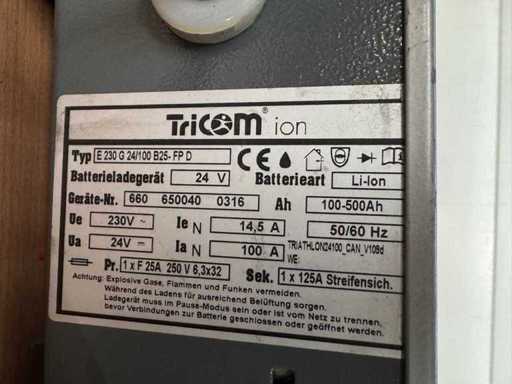 TriCOM® ion
Typ E 230 G 24/100 B25- FP D CE
Batterieladegerät 24 V Batterieart Li-Ion
Geräte-Nr: 660 650040 0316 Ah 100-500Ah
Ue 230V ~ Ie N 14,5 A 50/60 Hz
Ua 24V Ia N 100 A TRIATHLON24100_CAN_V109d
WE:
Pr. 1 x F 25A 250 V 6,3x32 Sek. 1 x 125A Streifensich.
Achtung: Explosive Gase, Flammen und Funken vermeiden.
Während des Ladens für ausreichend Belüftung sorgen.
Ladegerät muss im Pause-Modus sein oder ist vom Netz zu trennen,
bevor Verbindungen zur Batterie geschlossen oder geöffnet werden.